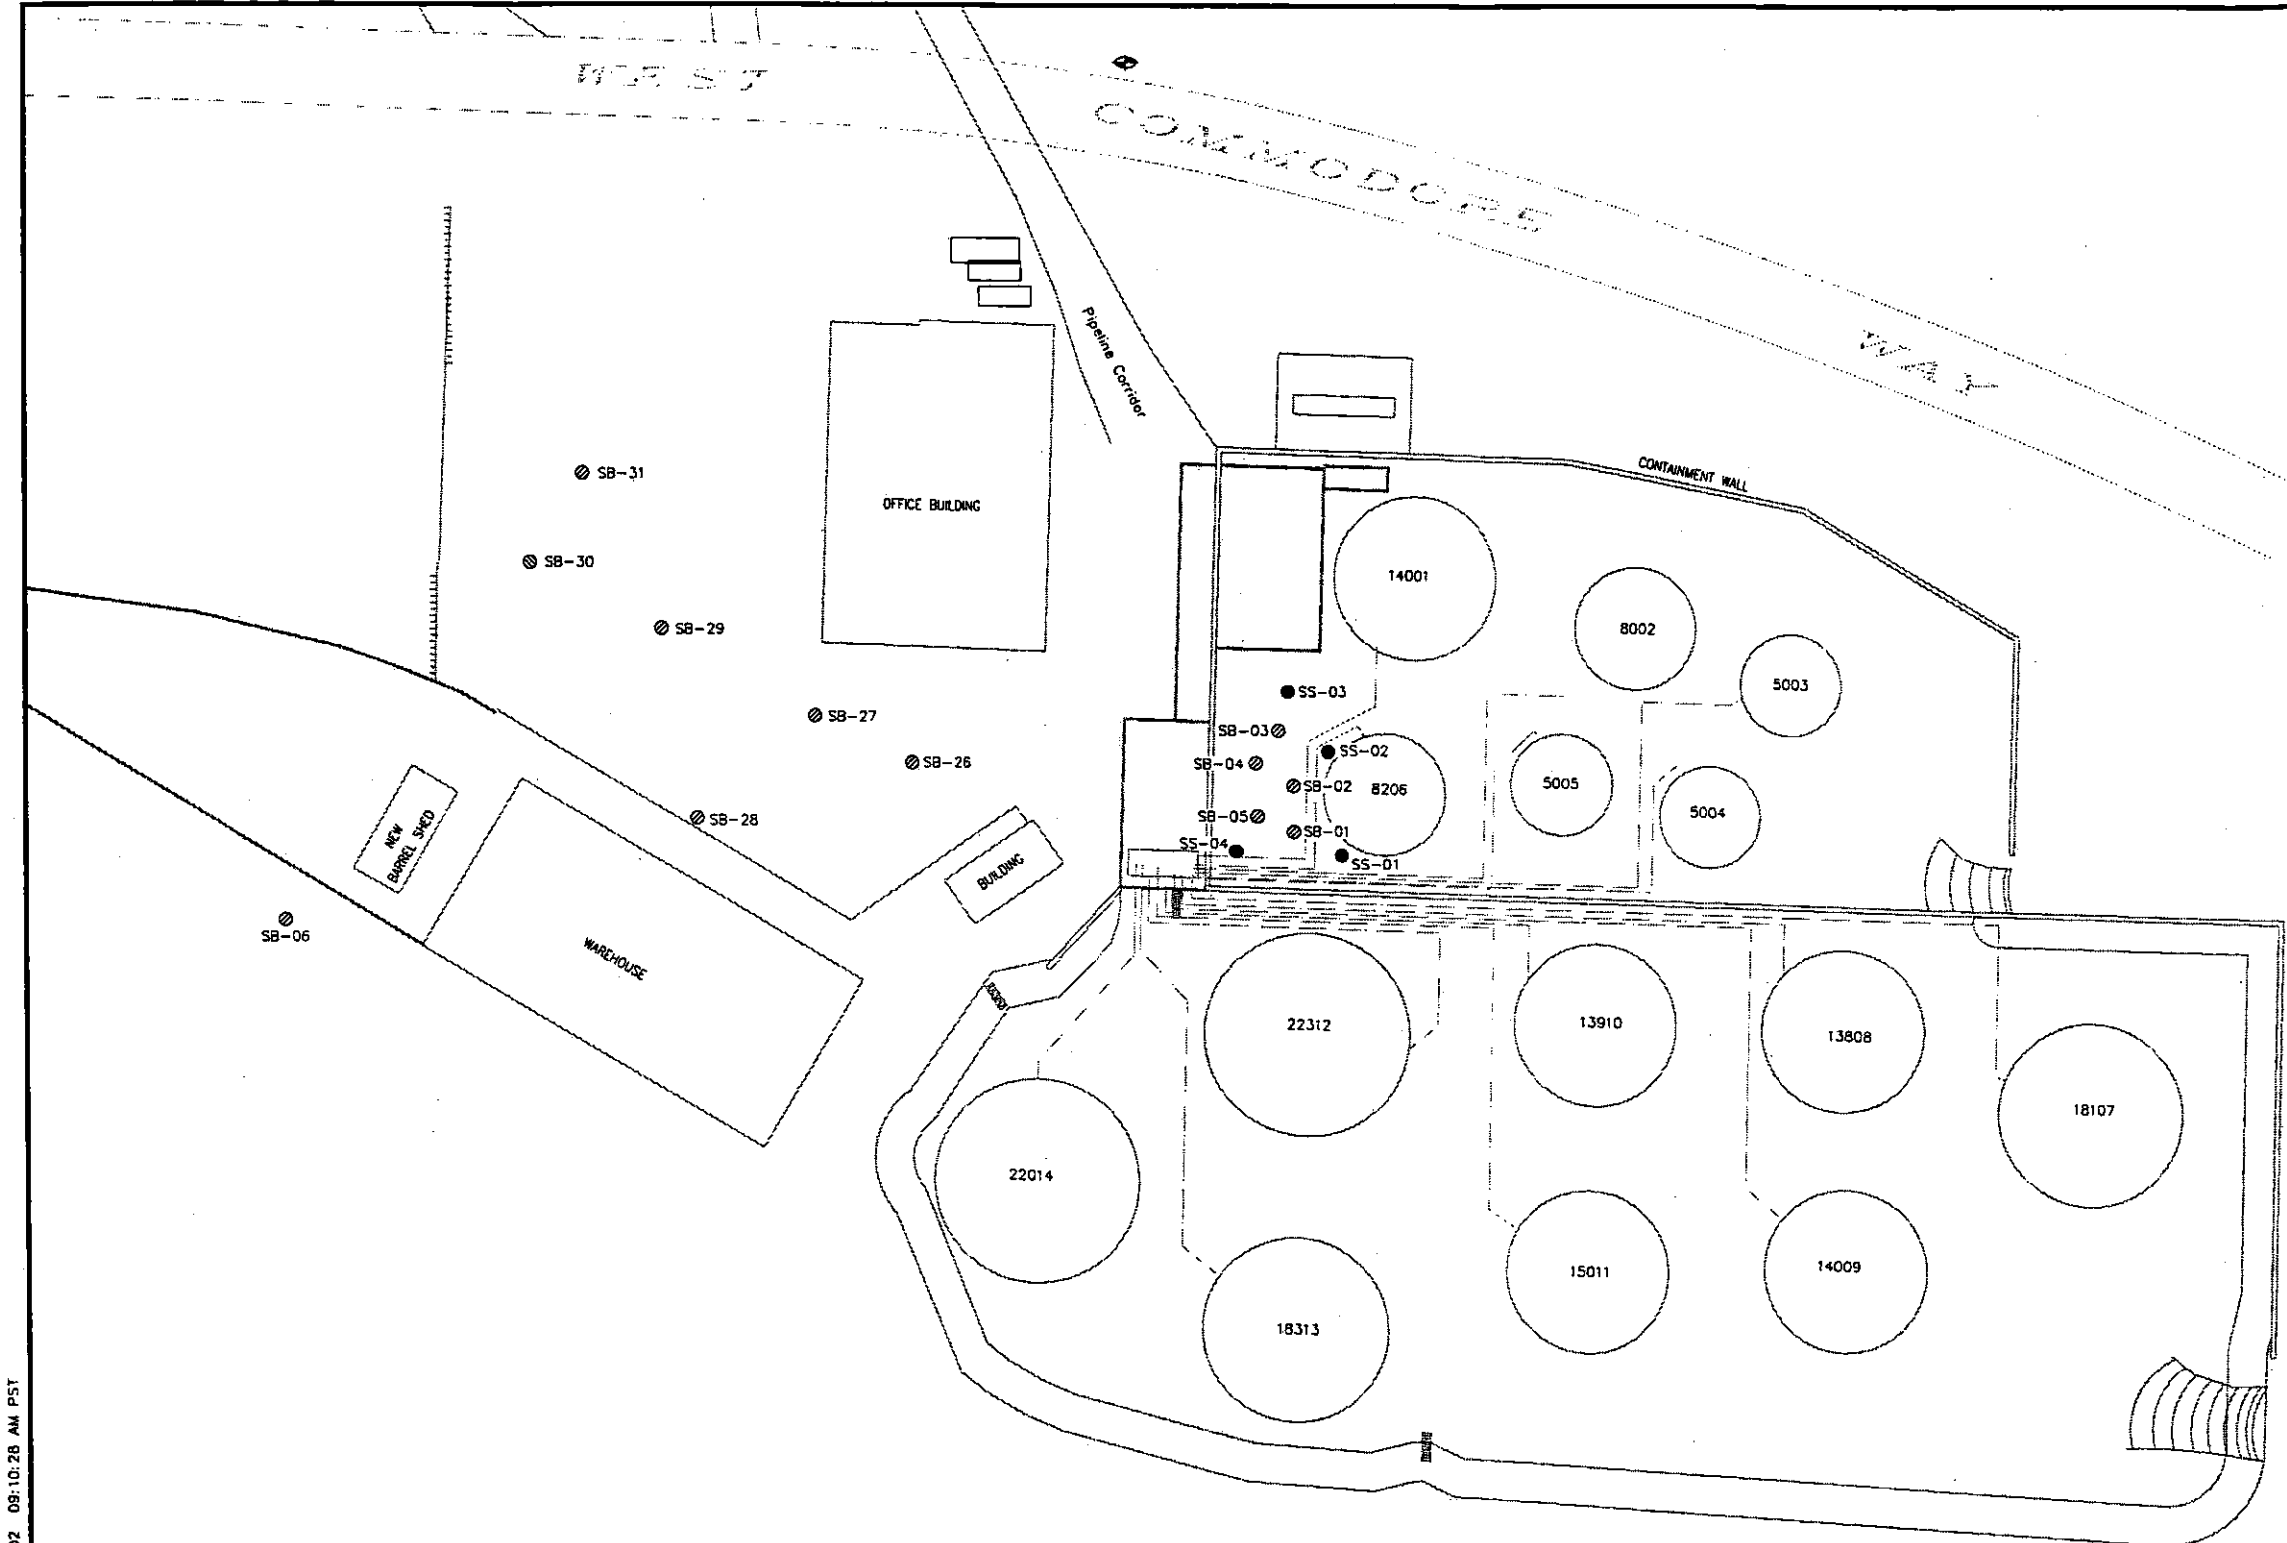 WEST
COMMODORE
WAY
Pipeline Corridor
CONTAINMENT WALL
SB-31
OFFICE BUILDING
SB-30
14001
SB-29
8002
5003
SS-03
SB-27
SB-03
SS-02
SB-26
SB-04
SB-02
8206
5005
5004
SB-28
SB-05
SB-01
NEW
BARREL SHED
SS-04
SS-01
BUILDING
SB-06
WAREHOUSE
22312
13910
13808
18107
22014
15011
14009
18313
02 09:10:28 AM PST